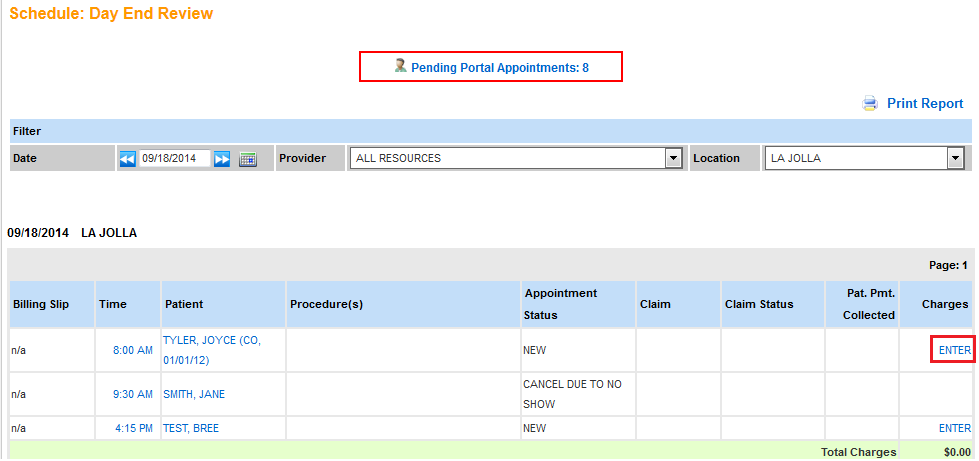 Schedule: Day End Review
Pending Portal Appointments: 8
Print Report
Filter
Date 09/18/2014 Provider ALL RESOURCES Location LA JOLLA
09/18/2014 LA JOLLA
Page: 1
Billing Slip Time Patient Procedure(s) Appointment Status Claim Claim Status Pat. Pmt. Collected Charges
n/a 8:00 AM TYLER, JOYCE (CO, 01/01/12) NEW ENTER
n/a 9:30 AM SMITH, JANE CANCEL DUE TO NO SHOW
n/a 4:15 PM TEST, BREE NEW ENTER
Total Charges $0.00